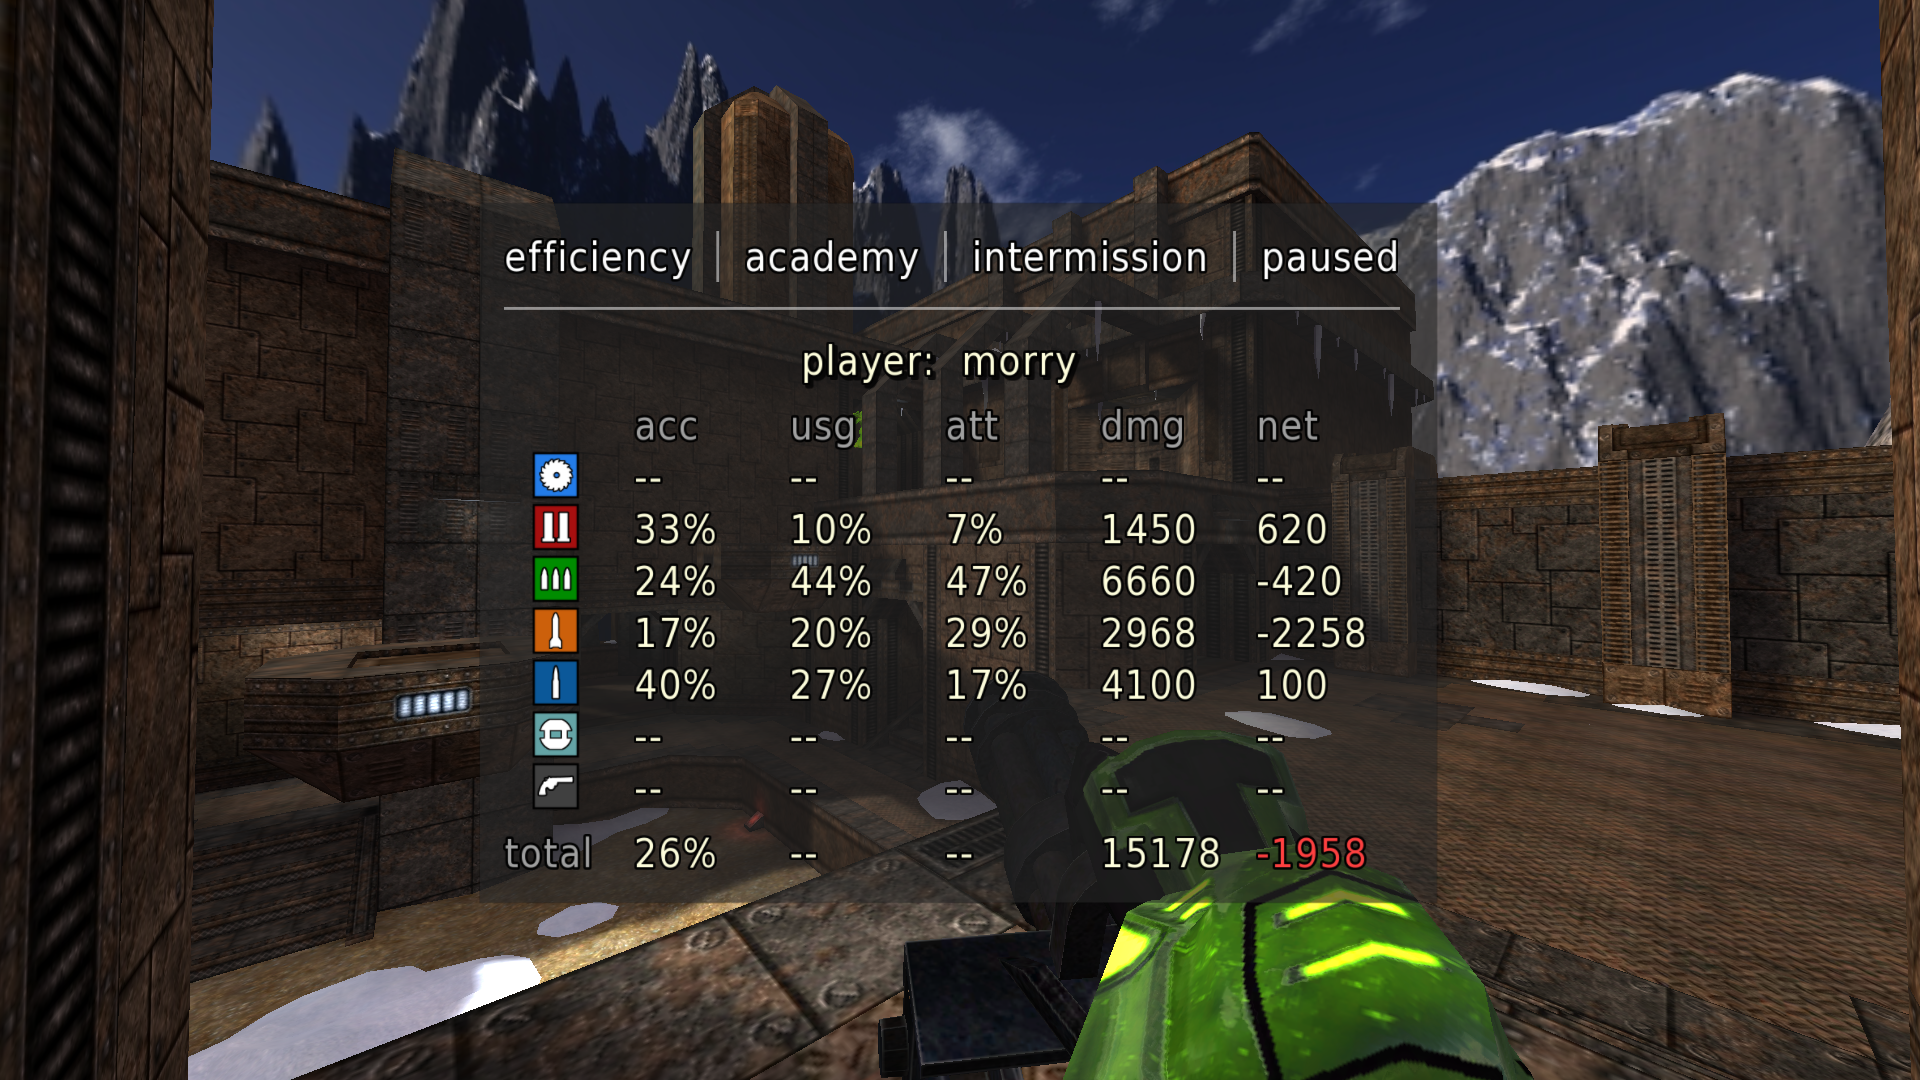 efficiency | academy | intermission | paused
player: morry
acc usg att dmg net
-- -- -- -- --
33% 10% 7% 1450 620
24% 44% 47% 6660 -420
17% 20% 29% 2968 -2258
40% 27% 17% 4100 100
-- -- -- -- --
-- -- -- -- --
total 26% -- -- 15178 -1958